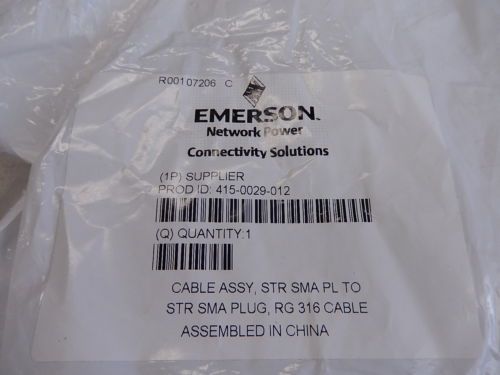 R00107206 C
EMERSON™
Network Power
Connectivity Solutions
(1P) SUPPLIER
PROD ID: 415-0029-012
(Q) QUANTITY:1
CABLE ASSY, STR SMA PL TO
STR SMA PLUG, RG 316 CABLE
ASSEMBLED IN CHINA